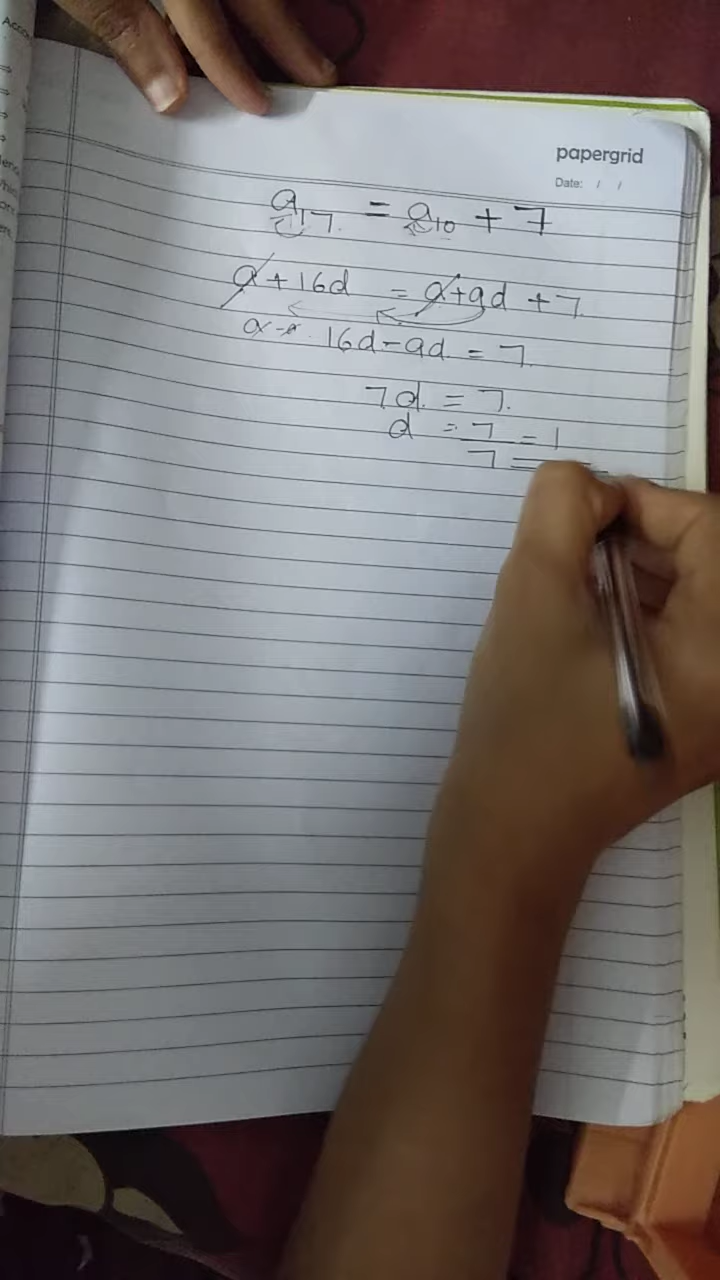 papergrid
Date: / /
a17 = a10 + 7
a + 16d = a + 9d + 7
a - 16d - 9d = 7
7d = 7
d = 7/7 = 1